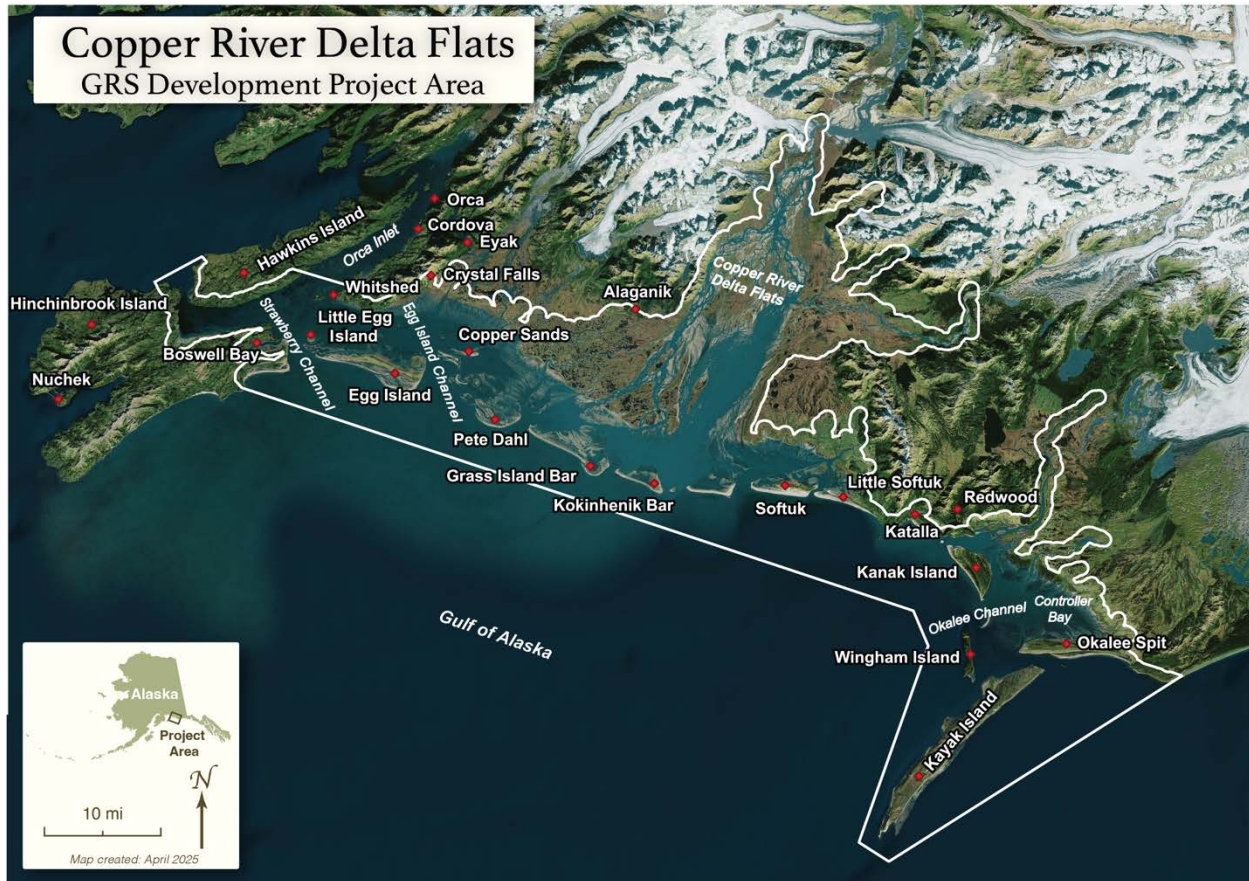 Copper River Delta Flats
GRS Development Project Area
Orca
Cordova
Eyak
Hawkins Island
Orca Inlet
Crystal Falls
Whitshed
Hinchinbrook Island
Little Egg
Island
Strawberry Channel
Boswell Bay
Nuchek
Egg Island
Egg Island Channel
Copper Sands
Alaganik
Copper River
Delta Flats
Pete Dahl
Grass Island Bar
Kokinhenik Bar
Softuk
Little Softuk
Redwood
Katalla
Kanak Island
Okalee Channel
Controller
Bay
Okalee Spit
Wingham Island
Kayak Island
Gulf of Alaska
Alaska
Project
Area
N
10 mi
Map created: April 2025